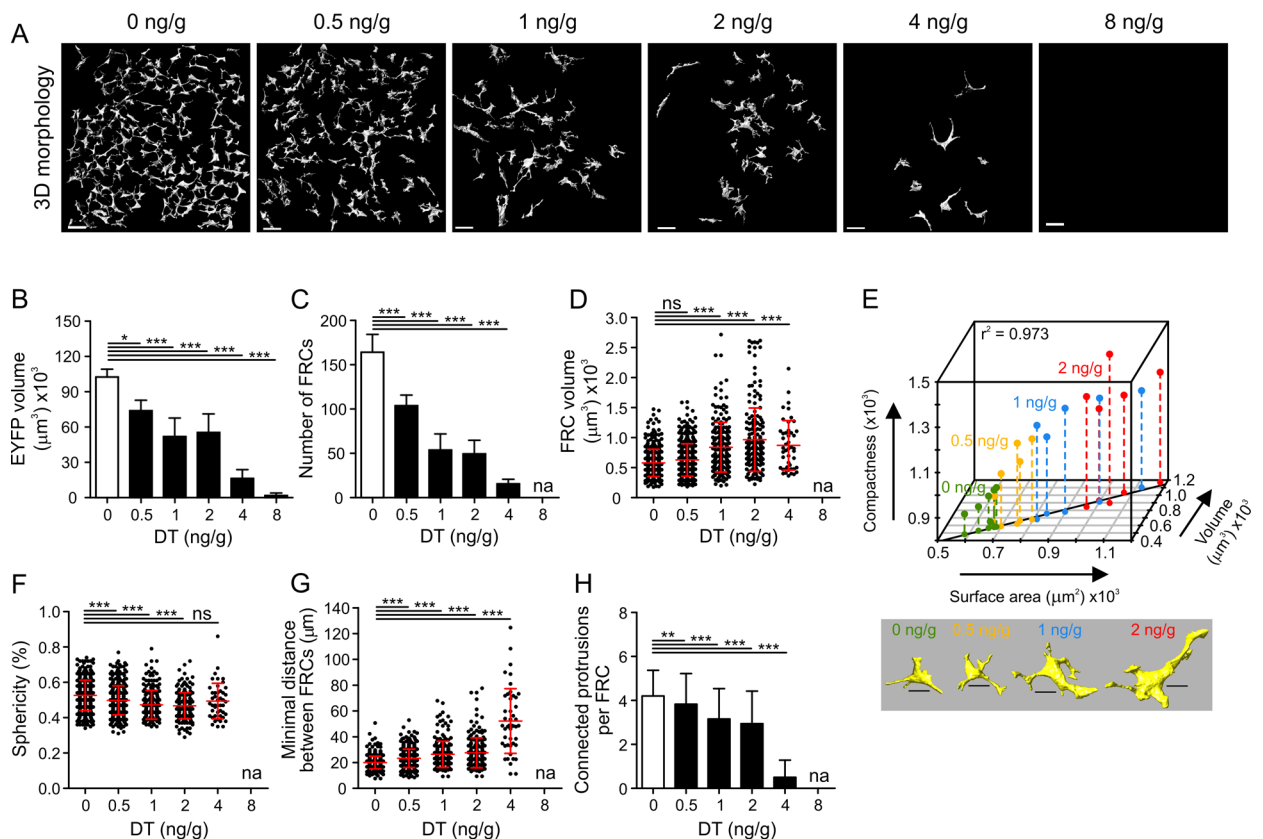 0 ng/g 0.5 ng/g 1 ng/g 2 ng/g 4 ng/g 8 ng/g
A
3D morphology
B
EYFP volume
(μm³) x10³
150
120
90
60
30
0
* *** *** *** ***
0 0.5 1 2 4 8
DT (ng/g)
C
Number of FRCs
200
150
100
50
0
*** *** *** ***
na
0 0.5 1 2 4 8
DT (ng/g)
D
FRC volume
(μm³) x10³
3.0
2.5
2.0
1.5
1.0
0.5
0
ns *** *** ***
na
0 0.5 1 2 4 8
DT (ng/g)
E
r² = 0.973
2 ng/g
1 ng/g
0.5 ng/g
0 ng/g
Compactness (x10³)
1.5
1.3
1.1
0.9
0.5 0.7 0.9 1.1
Surface area (μm²) x10³
1.2
1.0
0.8
0.6
0.4
Volume
(μm³) x10³
0 ng/g 0.5 ng/g 1 ng/g 2 ng/g
F
Sphericity (%)
1.0
0.8
0.6
0.4
0.2
0.0
*** *** *** ns
na
0 0.5 1 2 4 8
DT (ng/g)
G
Minimal distance
between FRCs (μm)
140
120
100
80
60
40
20
0
*** *** *** ***
na
0 0.5 1 2 4 8
DT (ng/g)
H
Connected protrusions
per FRC
8
6
4
2
0
** *** *** ***
na
0 0.5 1 2 4 8
DT (ng/g)